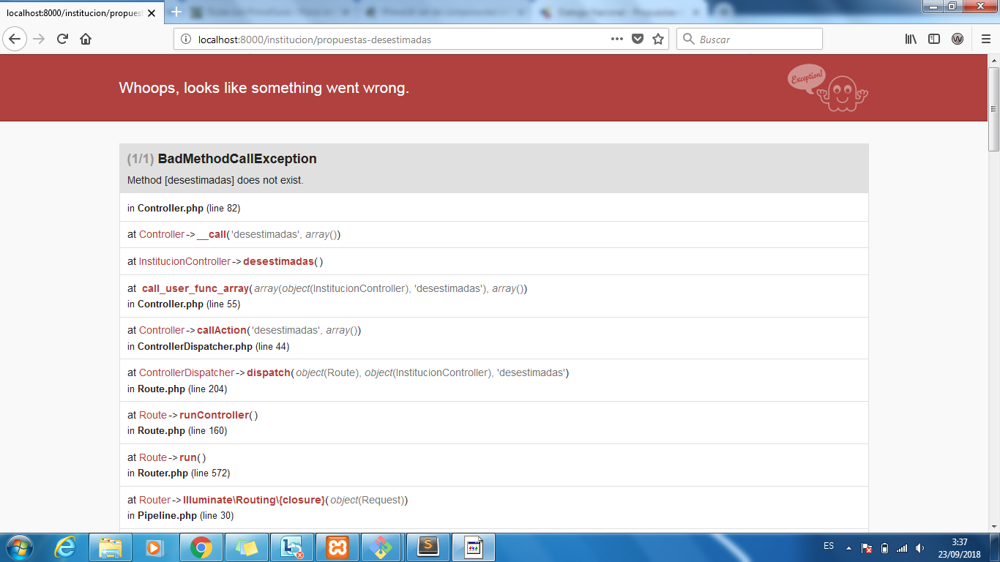 localhost:8000/institucion/propuest
localhost:8000/institucion/propuestas-desestimadas
Buscar
Whoops, looks like something went wrong.
Exception!
(1/1) BadMethodCallException
Method [desestimadas] does not exist.
in Controller.php (line 82)
at Controller->__call('desestimadas', array())
at InstitucionController->desestimadas()
at call_user_func_array(array(object(InstitucionController), 'desestimadas'), array())
in Controller.php (line 55)
at Controller->callAction('desestimadas', array())
in ControllerDispatcher.php (line 44)
at ControllerDispatcher->dispatch(object(Route), object(InstitucionController), 'desestimadas')
in Route.php (line 204)
at Route->runController()
in Route.php (line 160)
at Route->run()
in Router.php (line 572)
at Router->Illuminate\Routing\{closure}(object(Request))
in Pipeline.php (line 30)
ES
3:37
23/09/2018